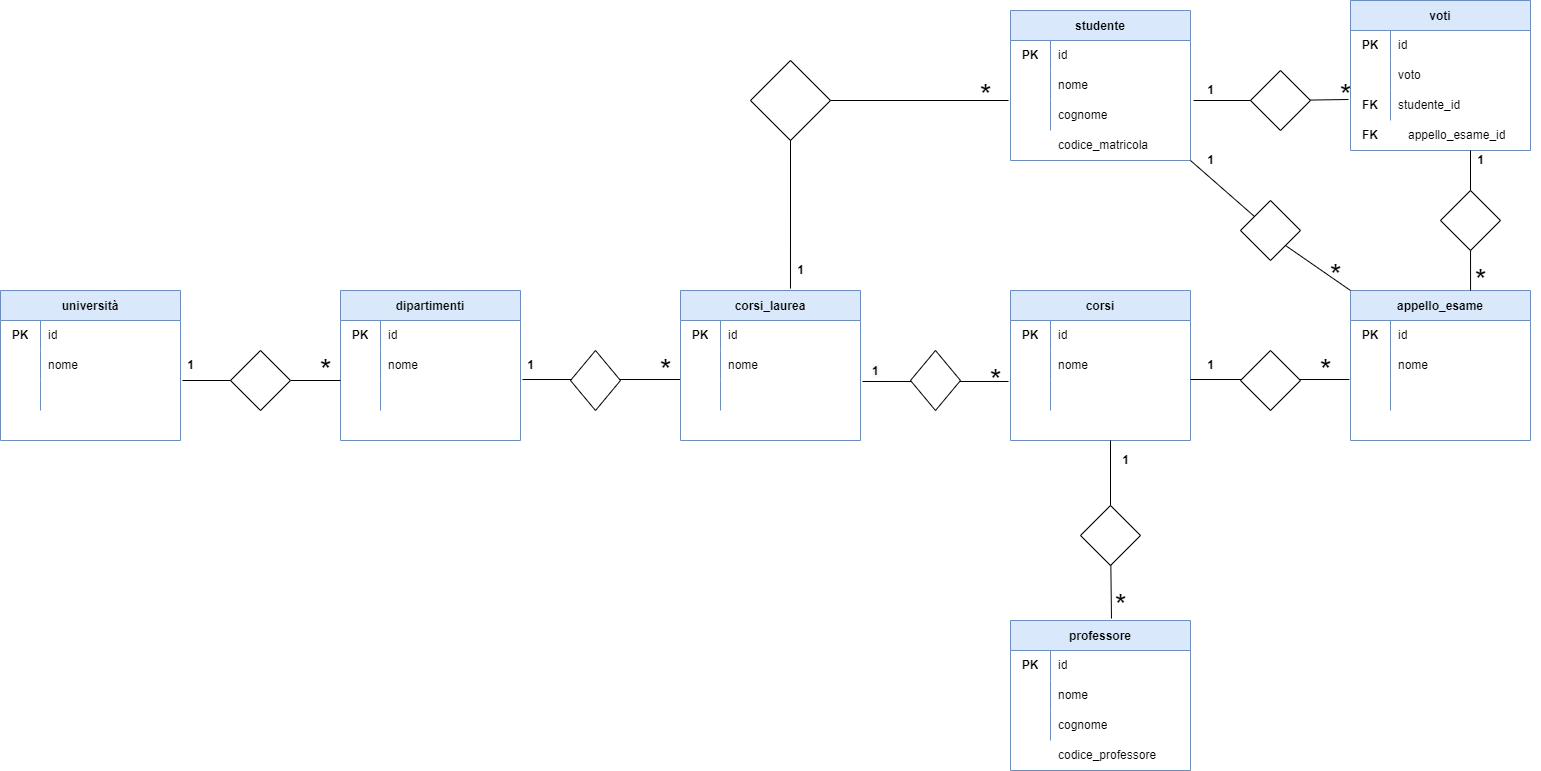 studente
PK id
nome
cognome
codice_matricola
voti
PK id
voto
FK studente_id
FK appello_esame_id
*
1
*
1
1
1
*
*
1
università
PK id
nome
1
*
dipartimenti
PK id
nome
1
*
corsi_laurea
PK id
nome
1
*
corsi
PK id
nome
1
*
appello_esame
PK id
nome
1
*
professore
PK id
nome
cognome
codice_professore